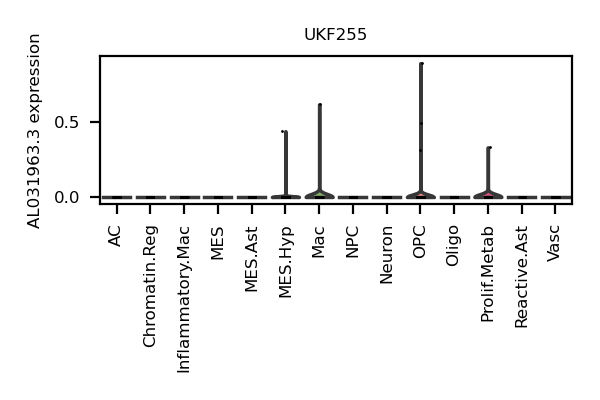 UKF255
AL031963.3 expression
0.5
0.0
AC
Chromatin.Reg
Inflammatory.Mac
MES
MES.Ast
MES.Hyp
Mac
NPC
Neuron
OPC
Oligo
Prolif.Metab
Reactive.Ast
Vasc